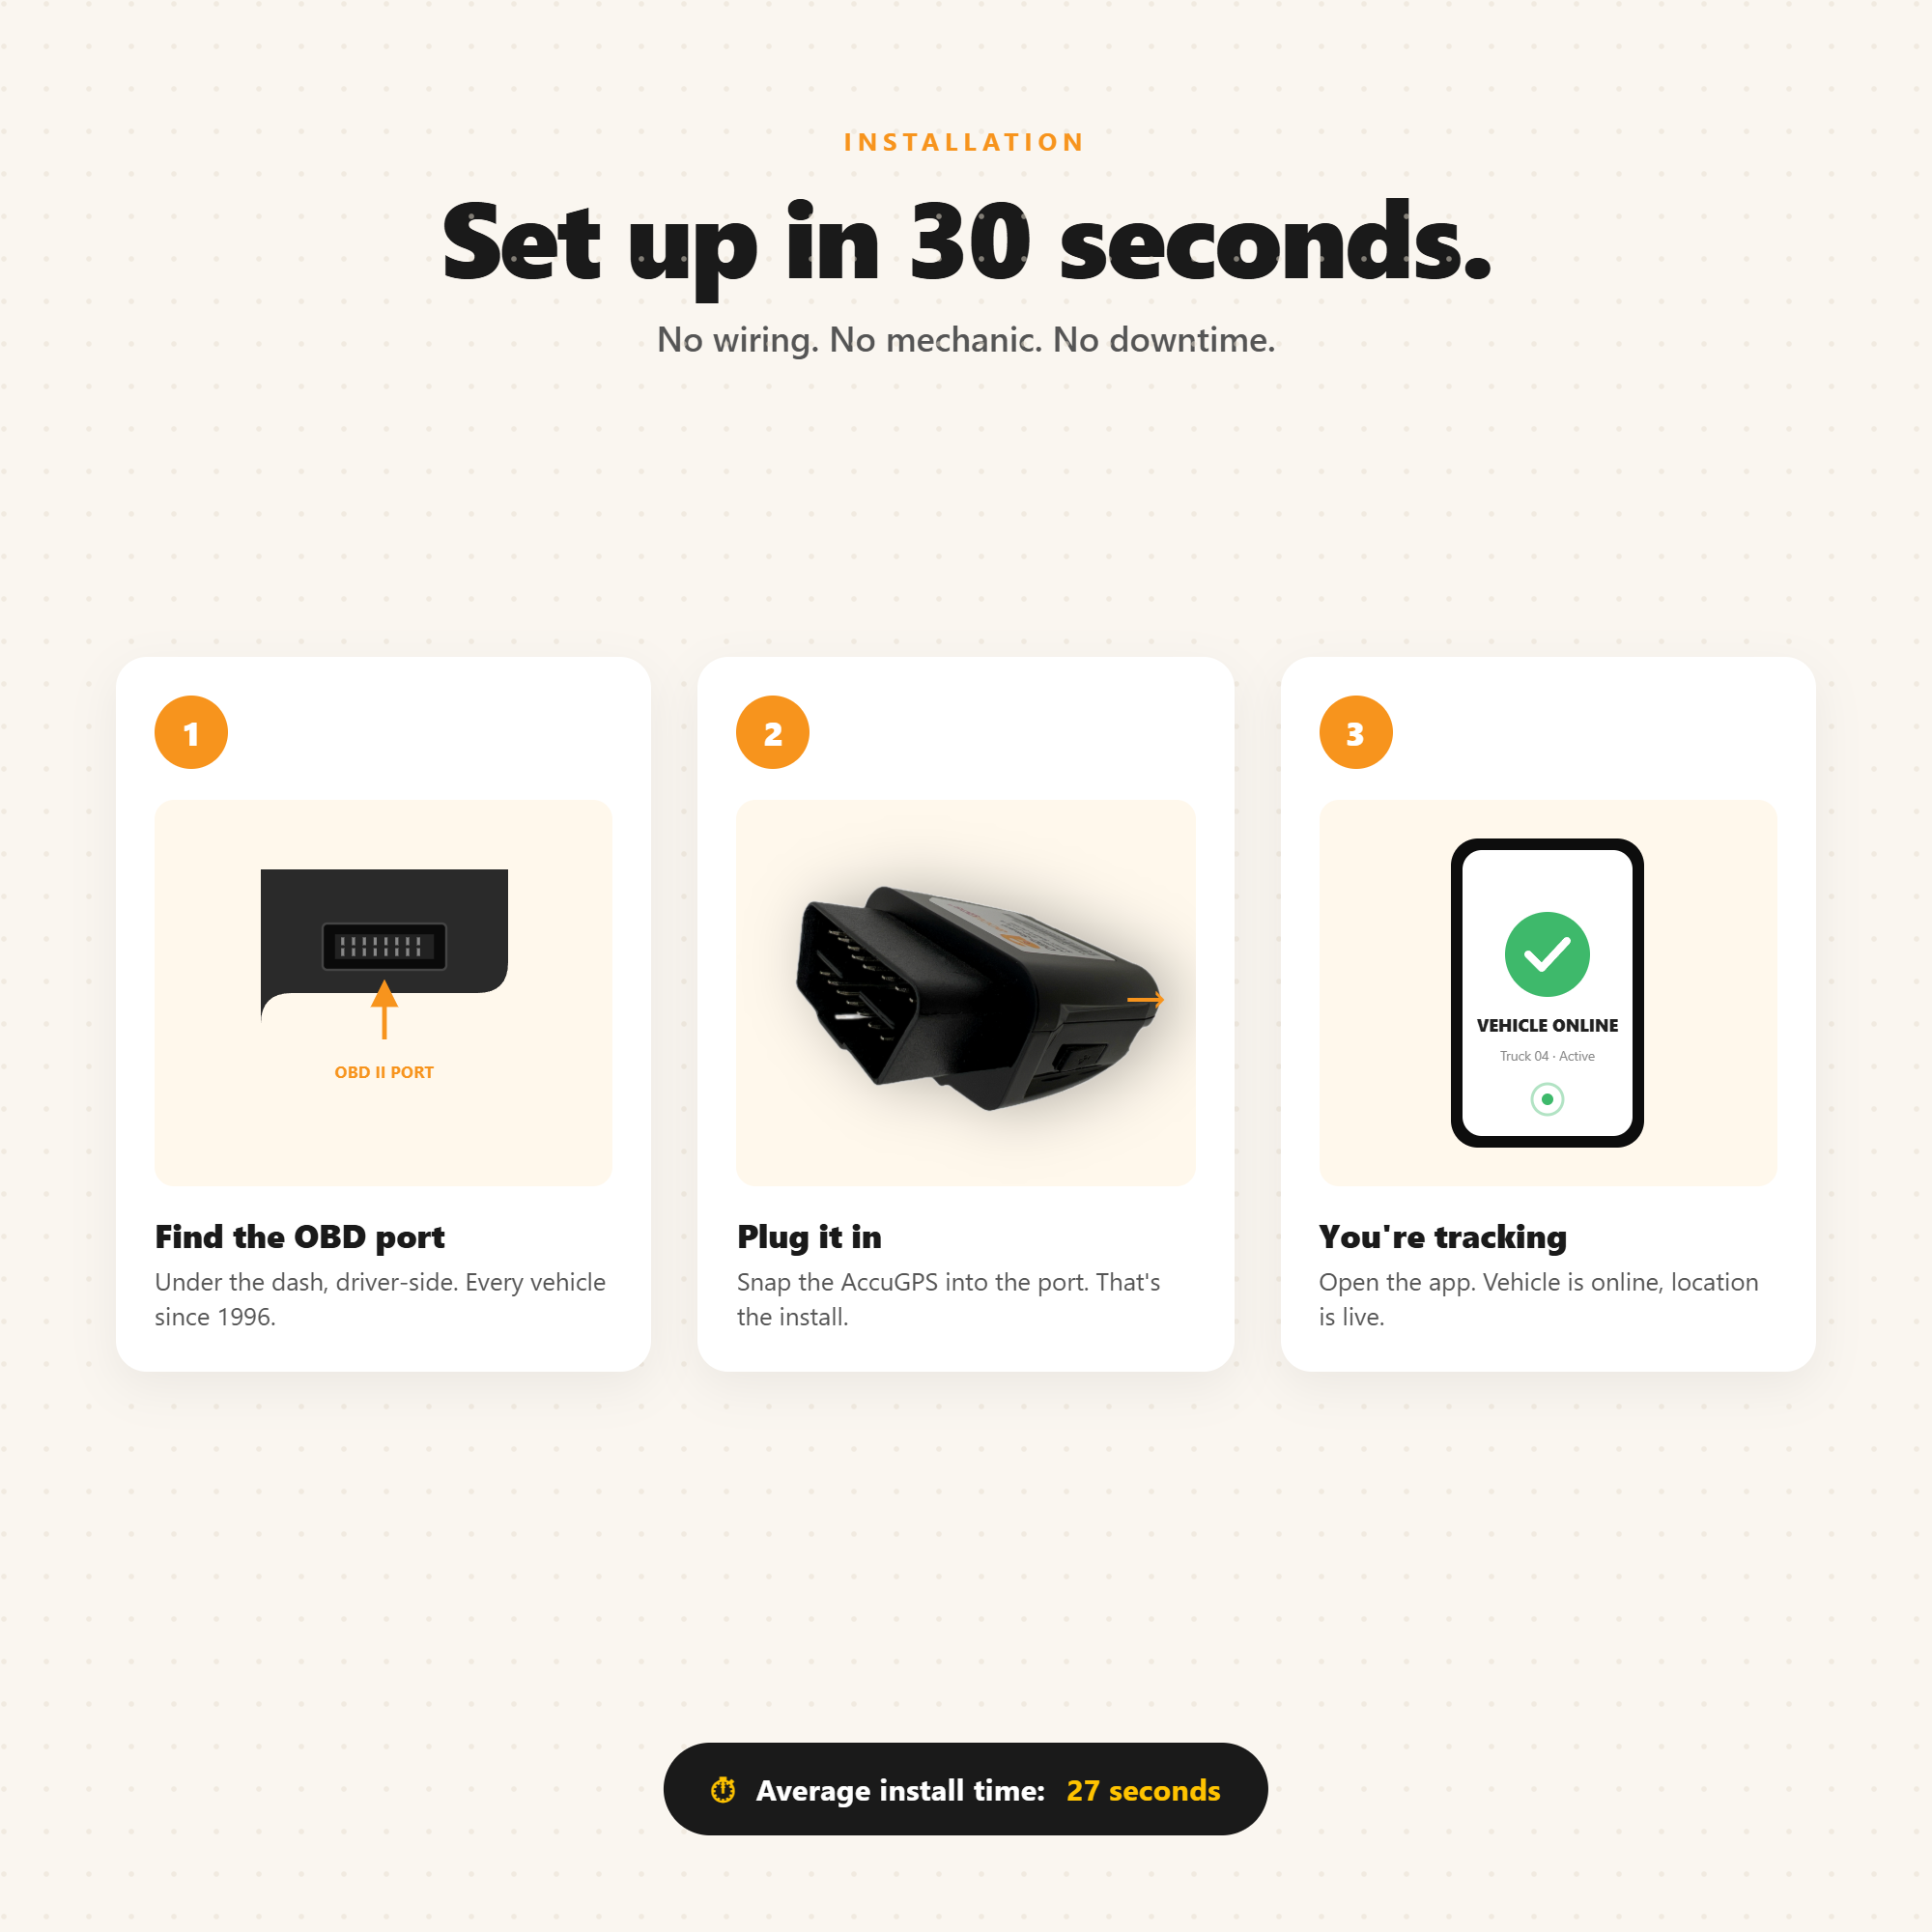 INSTALLATION
Set up in 30 seconds.
No wiring. No mechanic. No downtime.
1
OBD II PORT
Find the OBD port
Under the dash, driver-side. Every vehicle
since 1996.
2
Plug it in
Snap the AccuGPS into the port. That's
the install.
3
VEHICLE ONLINE
Truck 04 · Active
You're tracking
Open the app. Vehicle is online, location
is live.
Average install time: 27 seconds